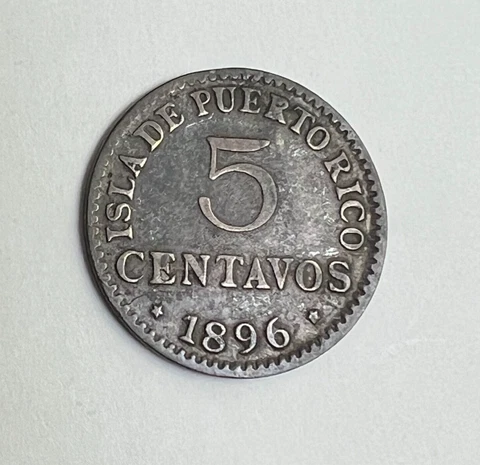 ISLA DE PUERTO RICO
5
CENTAVOS
1896